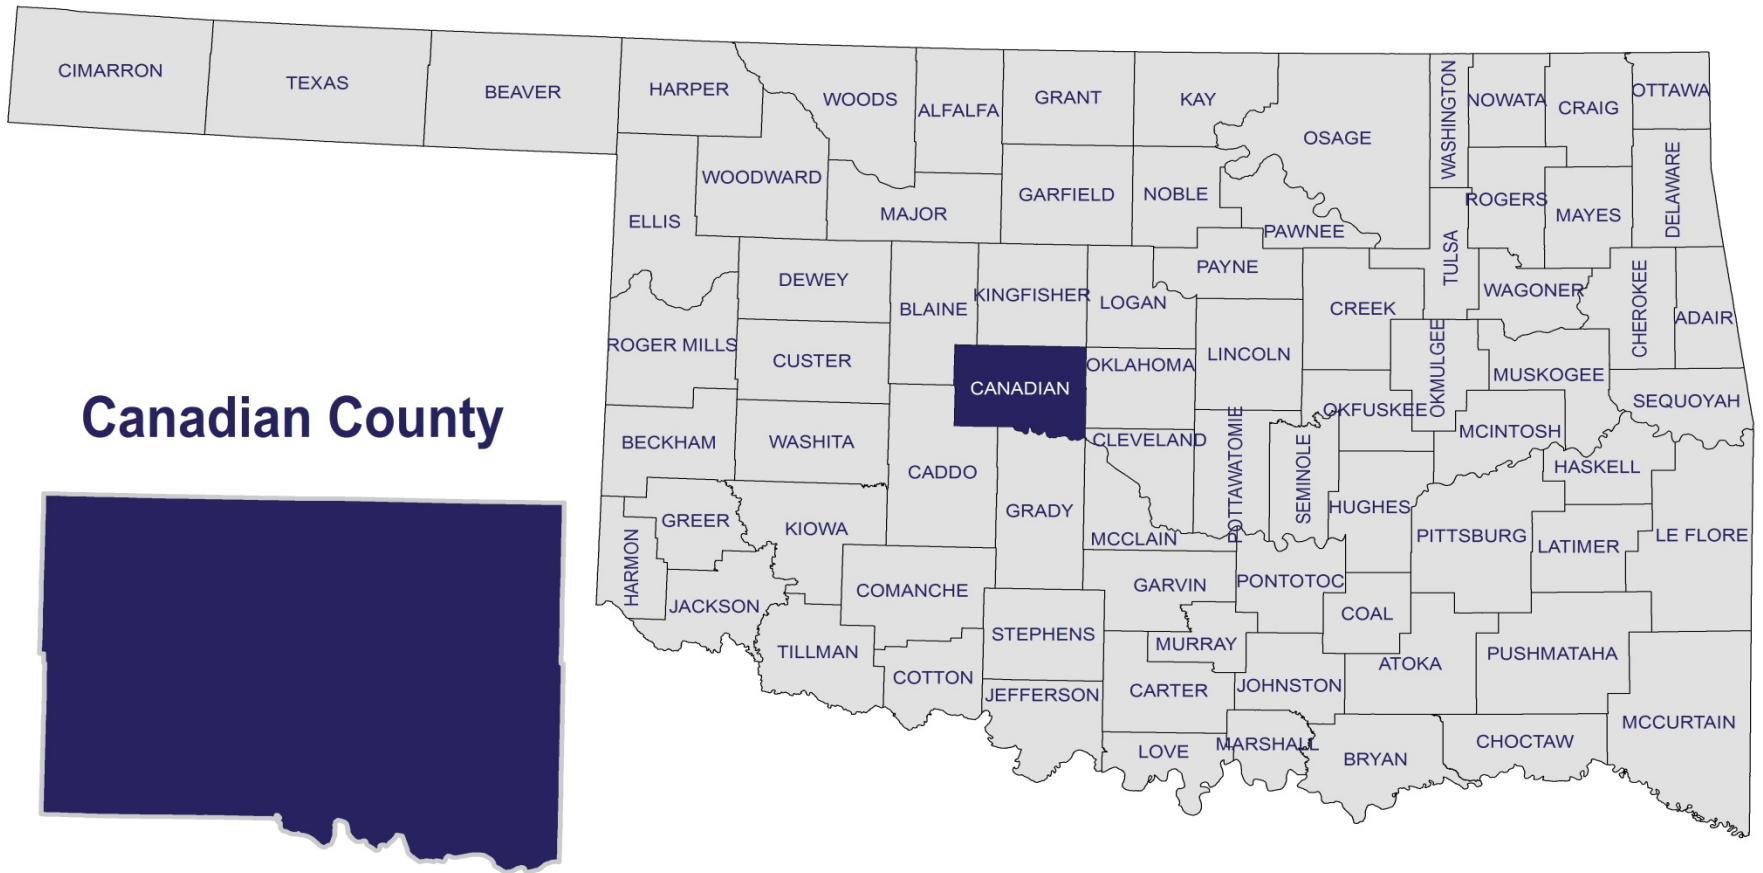 CIMARRON
TEXAS
BEAVER
HARPER
WOODS
ALFALFA
GRANT
KAY
OSAGE
WASHINGTON
NOWATA
CRAIG
OTTAWA
WOODWARD
ELLIS
MAJOR
GARFIELD
NOBLE
PAWNEE
ROGERS
MAYES
DELAWARE
TULSA
DEWEY
BLAINE
KINGFISHER
LOGAN
PAYNE
CREEK
WAGONER
CHEROKEE
ADAIR
ROGER MILLS
CUSTER
CANADIAN
OKLAHOMA
LINCOLN
OKMULGEE
MUSKOGEE
SEQUOYAH
Canadian County
BECKHAM
WASHITA
CADDO
GRADY
CLEVELAND
POTTAWATOMIE
SEMINOLE
OKFUSKEE
MCINTOSH
HASKELL
HUGHES
GREER
KIOWA
HARMON
JACKSON
MCCLAIN
PITTSBURG
LATIMER
LE FLORE
COMANCHE
GARVIN
PONTOTOC
COAL
TILLMAN
STEPHENS
MURRAY
ATOKA
PUSHMATAHA
COTTON
JEFFERSON
CARTER
JOHNSTON
LOVE
MARSHALL
BRYAN
CHOCTAW
MCCURTAIN